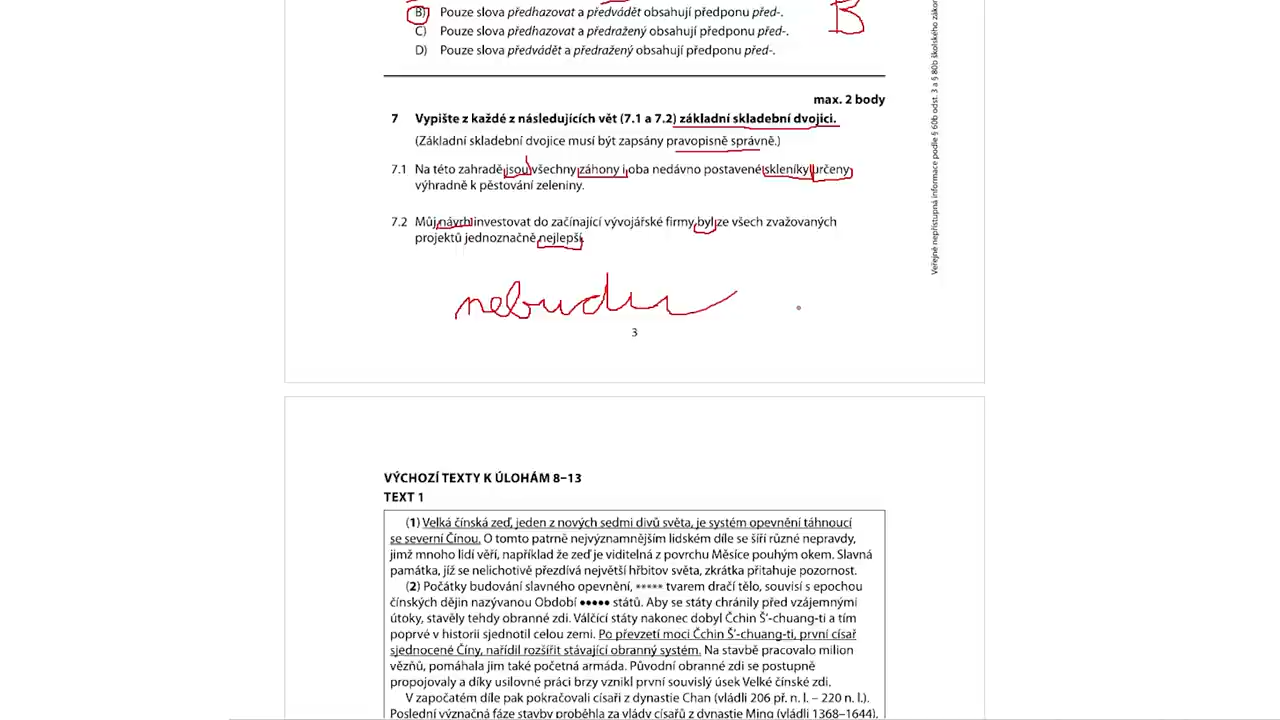 B) Pouze slova předhazovat a předvádět obsahují předponu před-.
B
C) Pouze slova předhazovat a předražený obsahují předponu před-.
D) Pouze slova předvádět a předražený obsahují předponu před-.
max. 2 body
7 Vypište z každé z následujících vět (7.1 a 7.2) základní skladební dvojici.
(Základní skladební dvojice musí být zapsány pravopisně správně.)
7.1 Na této zahradě jsou všechny záhony i oba nedávno postavené skleníky určeny
výhradně k pěstování zeleniny.
7.2 Můj návrh investovat do začínající vývojářské firmy byl ze všech zvažovaných
projektů jednoznačně nejlepší.
nebudu
3
Veřejně nepřístupná informace podle § 60b odst. 3 a § 80b školského zákon
VÝCHOZÍ TEXTY K ÚLOHÁM 8–13
TEXT 1
(1) Velká čínská zeď, jeden z nových sedmi divů světa, je systém opevnění táhnoucí
se severní Čínou. O tomto patrně nejvýznamnějším lidském díle se šíří různé nepravdy,
jimž mnoho lidí věří, například že zeď je viditelná z povrchu Měsíce pouhým okem. Slavná
památka, jíž se nelichotivě přezdívá největší hřbitov světa, zkrátka přitahuje pozornost.
(2) Počátky budování slavného opevnění, ***** tvarem dračí tělo, souvisí s epochou
čínských dějin nazývanou Období ●●●●● států. Aby se státy chránily před vzájemnými
útoky, stavěly tehdy obranné zdi. Válčící státy nakonec dobyl Čchin Š'-chuang-ti a tím
poprvé v historii sjednotil celou zemi. Po převzetí moci Čchin Š'-chuang-ti, první císař
sjednocené Číny, nařídil rozšířit stávající obranný systém. Na stavbě pracovalo milion
vězňů, pomáhala jim také početná armáda. Původní obranné zdi se postupně
propojovaly a díky usilovné práci brzy vznikl první souvislý úsek Velké čínské zdi.
V započatém díle pak pokračovali císaři z dynastie Chan (vládli 206 př. n. l. – 220 n. l.).
Poslední význačná fáze stavby proběhla za vlády císařů z dynastie Ming (vládli 1368–1644),